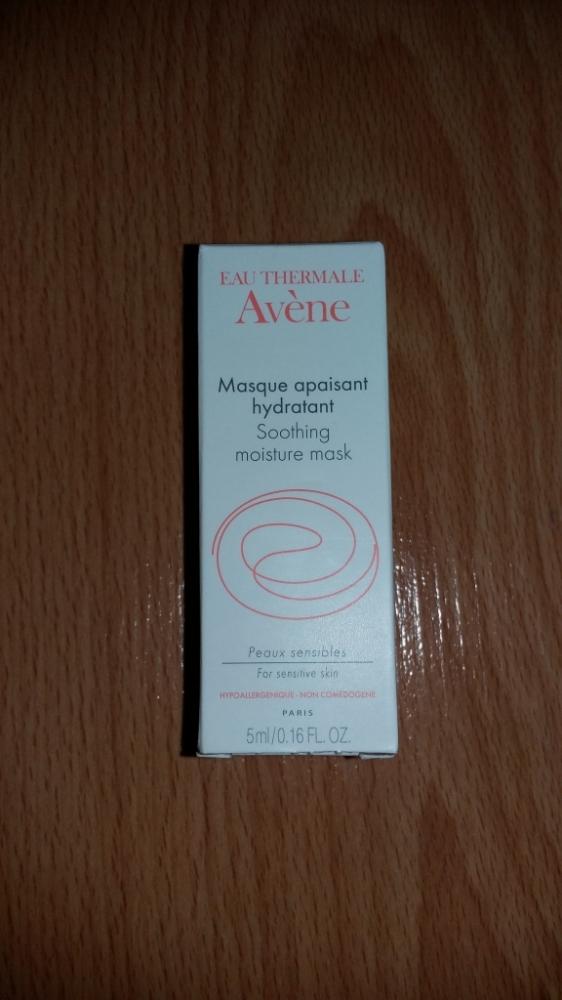 EAU THERMALE
Avène
Masque apaisant
hydratant
Soothing
moisture mask
Peaux sensibles
For sensitive skin
HYPOALLERGENIQUE - NON COMÉDOGÈNE
PARIS
5ml/0.16 FL. OZ.